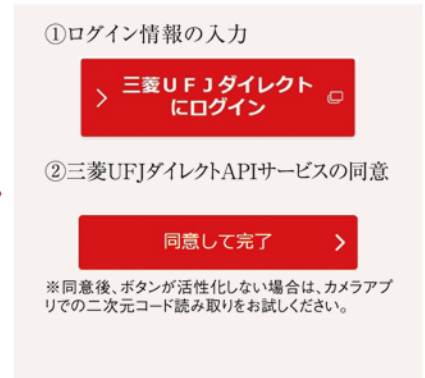 ①ログイン情報の入力
三菱ＵＦＪダイレクト
にログイン
②三菱UFJダイレクトAPIサービスの同意
同意して完了
※同意後、ボタンが活性化しない場合は、カメラアプ
リでの二次元コード読み取りをお試しください。